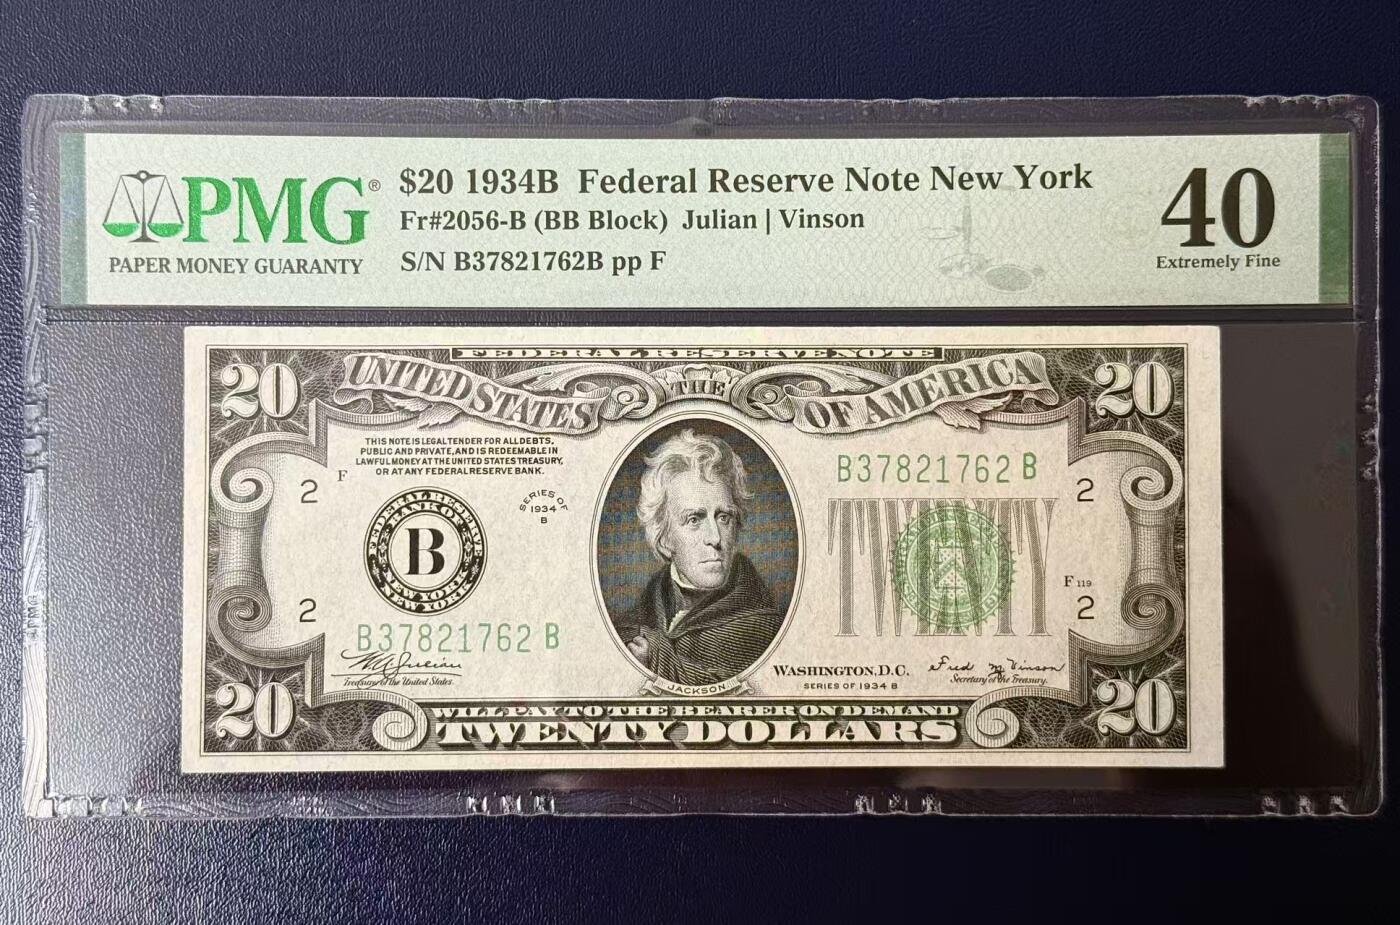 PMG®
PAPER MONEY GUARANTY
$20 1934B Federal Reserve Note New York
Fr#2056-B (BB Block) Julian | Vinson
S/N B37821762B pp F
40
Extremely Fine
FEDERAL RESERVE NOTE
20
UNITED STATES
THE
OF AMERICA
20
THIS NOTE IS LEGAL TENDER FOR ALL DEBTS,
PUBLIC AND PRIVATE, AND IS REDEEMABLE IN
LAWFUL MONEY AT THE UNITED STATES TREASURY,
OR AT ANY FEDERAL RESERVE BANK.
F
2
SERIES OF
1934
B
B37821762 B
2
FEDERAL RESERVE
BANK OF
B
NEW YORK
NEW YORK
TWENTY
F 119
2
2
B37821762 B
W A Julian
Treasurer of the United States.
JACKSON
WASHINGTON, D.C.
SERIES OF 1934 B
Fred M Vinson
Secretary of the Treasury.
20
WILL PAY TO THE BEARER ON DEMAND
TWENTY DOLLARS
20
PMG